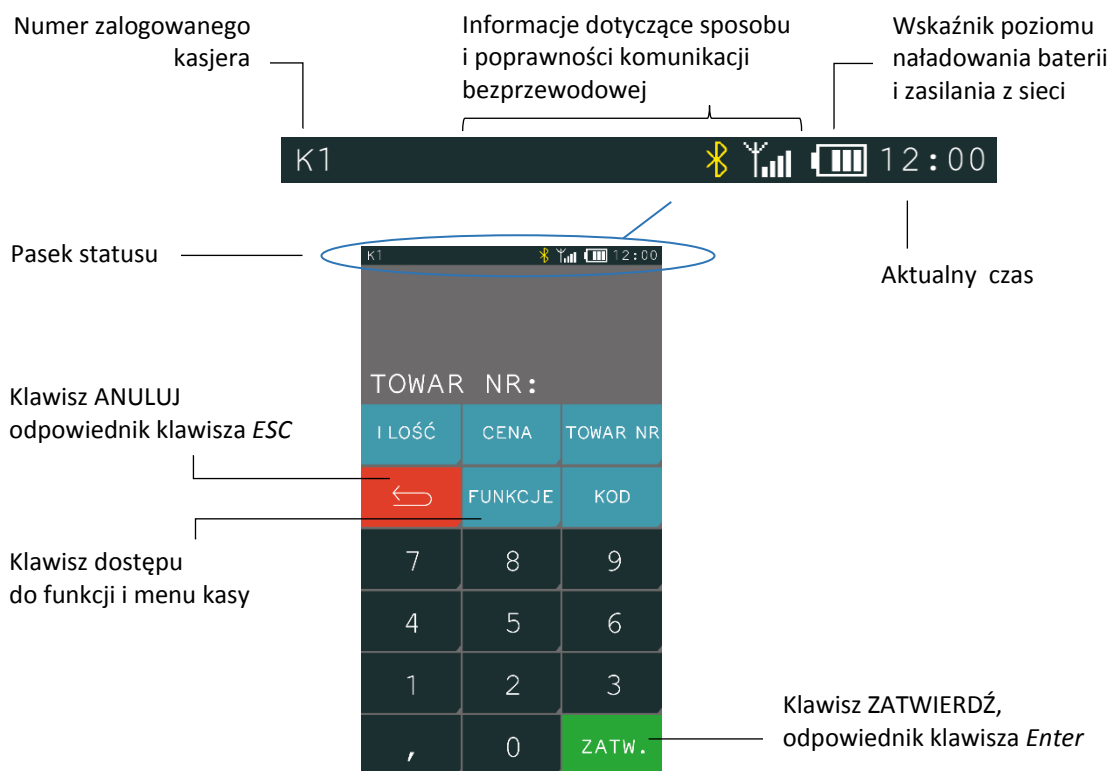 Numer zalogowanego
kasjera
Informacje dotyczące sposobu
i poprawności komunikacji
bezprzewodowej
Wskaźnik poziomu
naładowania baterii
i zasilania z sieci
K1
12:00
Pasek statusu
K1
12:00
Aktualny czas
TOWAR NR:
Klawisz ANULUJ
odpowiednik klawisza ESC
ILOŚĆ
CENA
TOWAR NR
FUNKCJE
KOD
Klawisz dostępu
do funkcji i menu kasy
7
8
9
4
5
6
1
2
3
,
0
ZATW.
Klawisz ZATWIERDŹ,
odpowiednik klawisza Enter